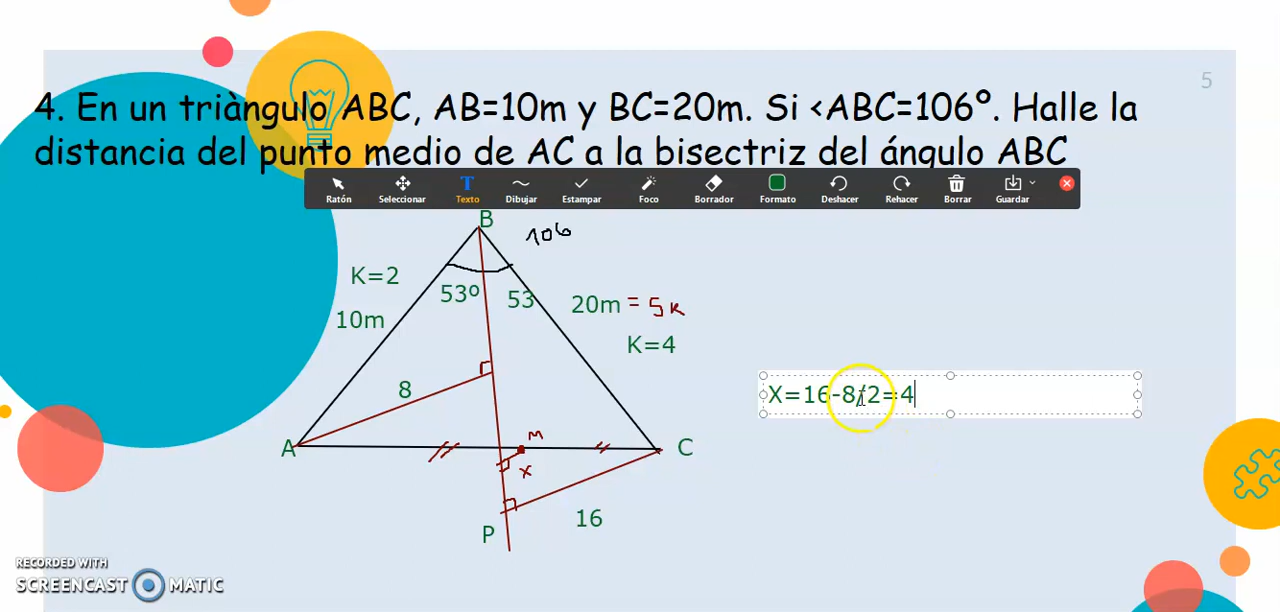 5
4. En un triàngulo ABC, AB=10m y BC=20m. Si <ABC=106º. Halle la
distancia del punto medio de AC a la bisectriz del ángulo ABC
Ratón Seleccionar Texto Dibujar Estampar Foco Borrador Formato Deshacer Rehacer Borrar Guardar
B
106
K=2
53º 53
20m = 5K
10m
K=4
8
X=16-8/2=4
M
A
C
x
16
P
RECORDED WITH
SCREENCAST MATIC